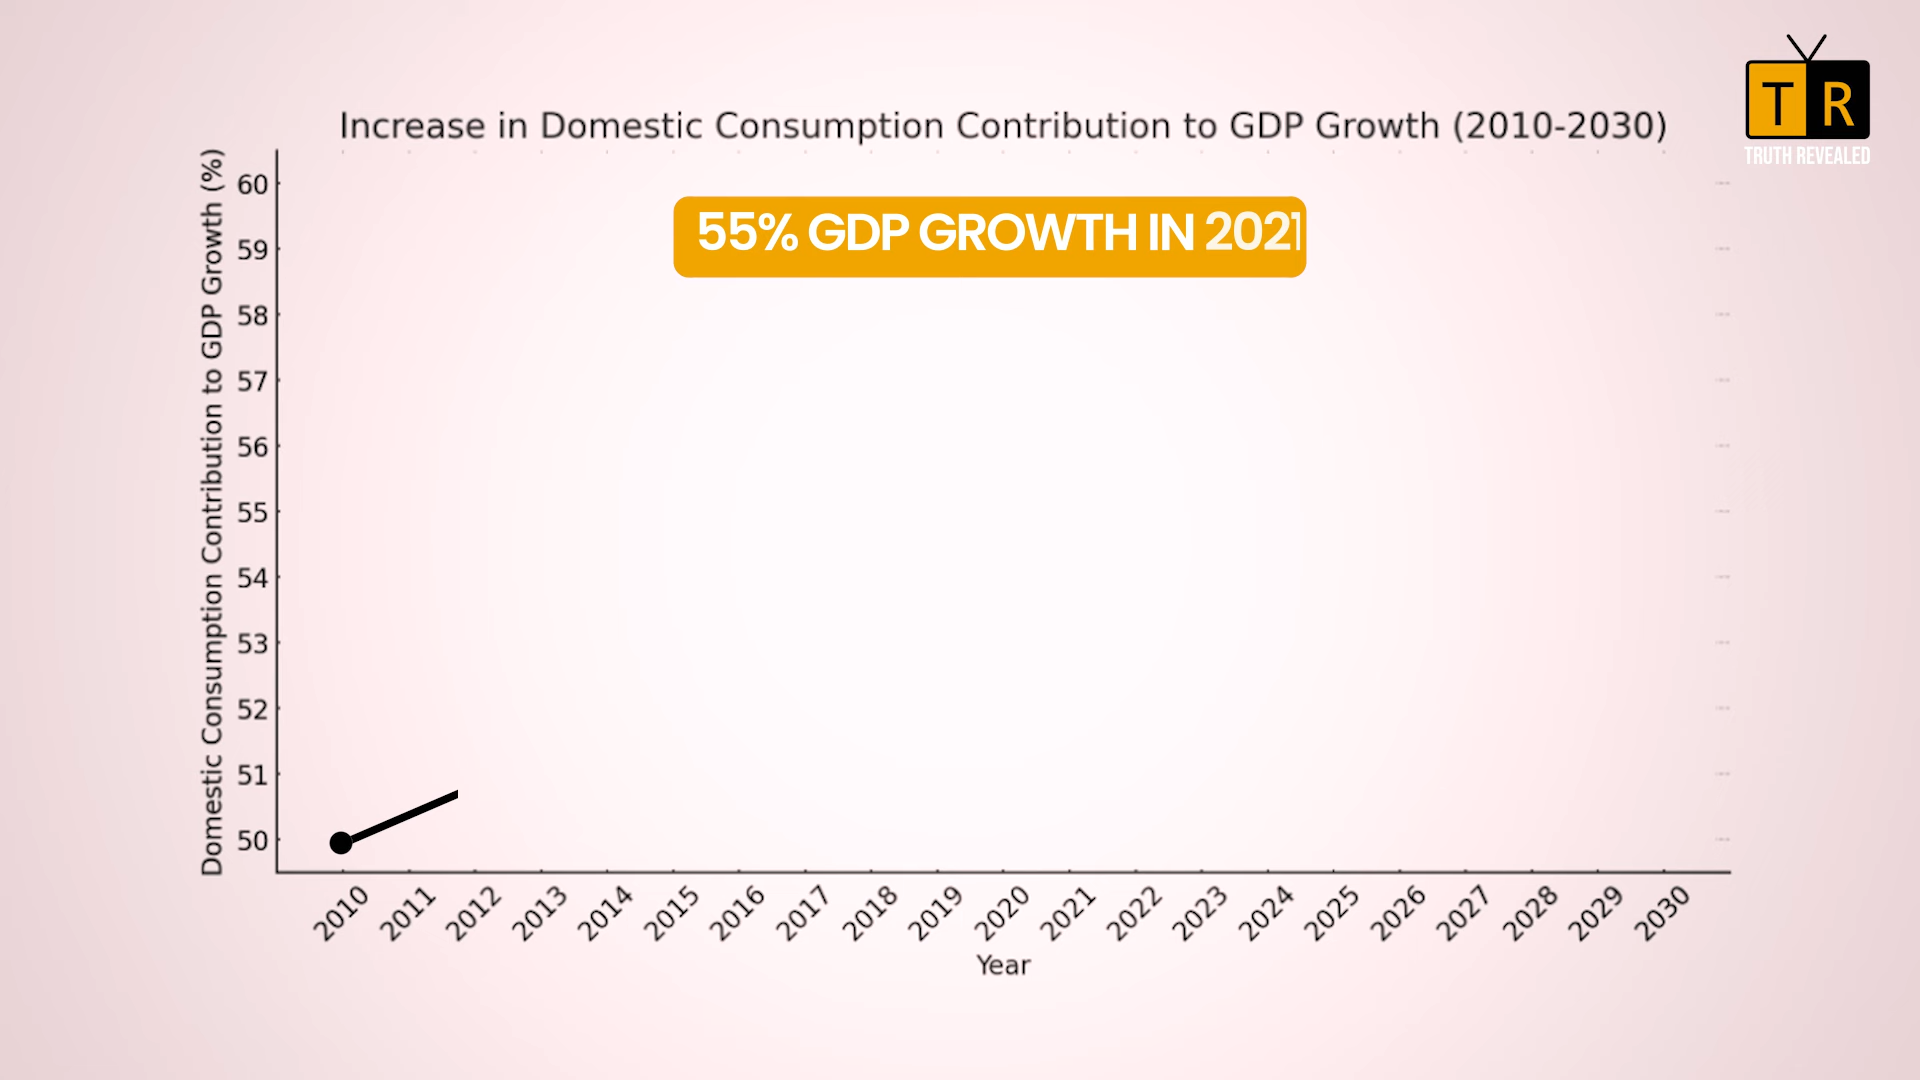 Increase in Domestic Consumption Contribution to GDP Growth (2010-2030)
T R
TRUTH REVEALED
55% GDP GROWTH IN 2021
Domestic Consumption Contribution to GDP Growth (%)
60
59
58
57
56
55
54
53
52
51
50
2010 2011 2012 2013 2014 2015 2016 2017 2018 2019 2020 2021 2022 2023 2024 2025 2026 2027 2028 2029 2030
Year